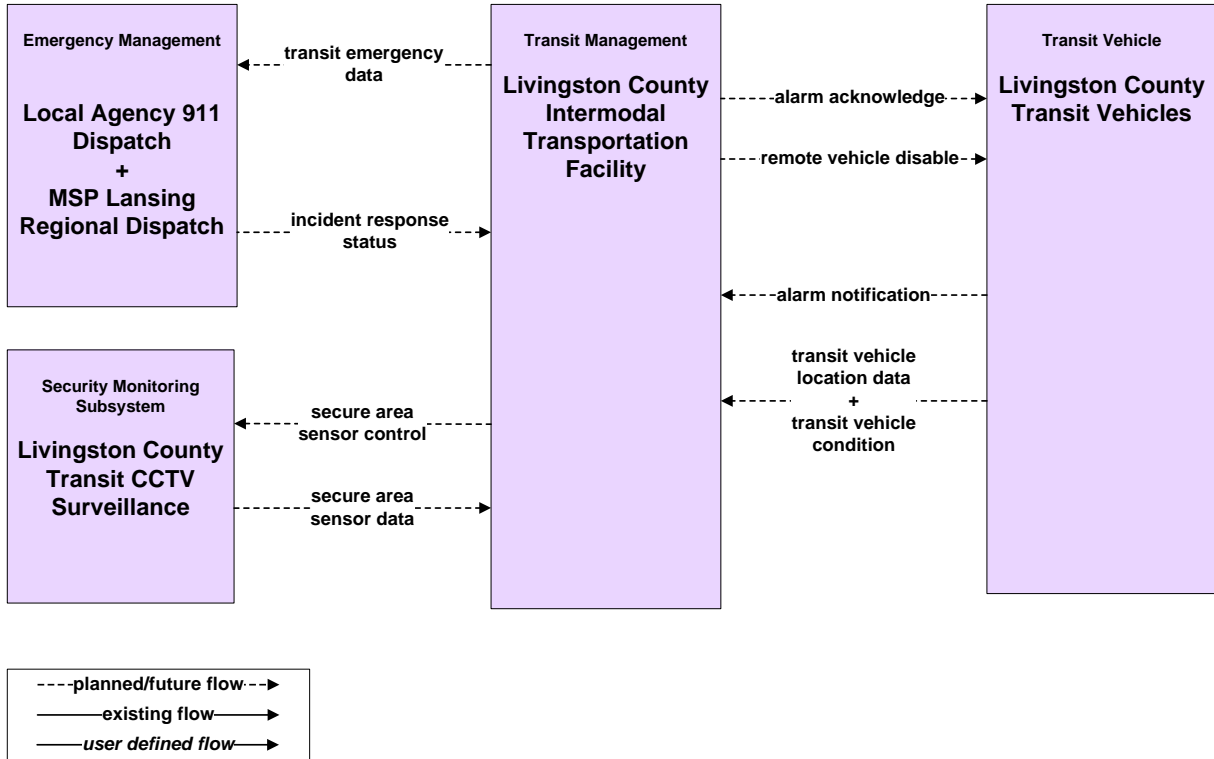 Emergency Management
Local Agency 911
Dispatch
+
MSP Lansing
Regional Dispatch
transit emergency
data
incident response
status
Security Monitoring
Subsystem
Livingston County
Transit CCTV
Surveillance
secure area
sensor control
secure area
sensor data
Transit Management
Livingston County
Intermodal
Transportation
Facility
alarm acknowledge
remote vehicle disable
alarm notification
transit vehicle
location data
+
transit vehicle
condition
Transit Vehicle
Livingston County
Transit Vehicles
planned/future flow
existing flow
user defined flow